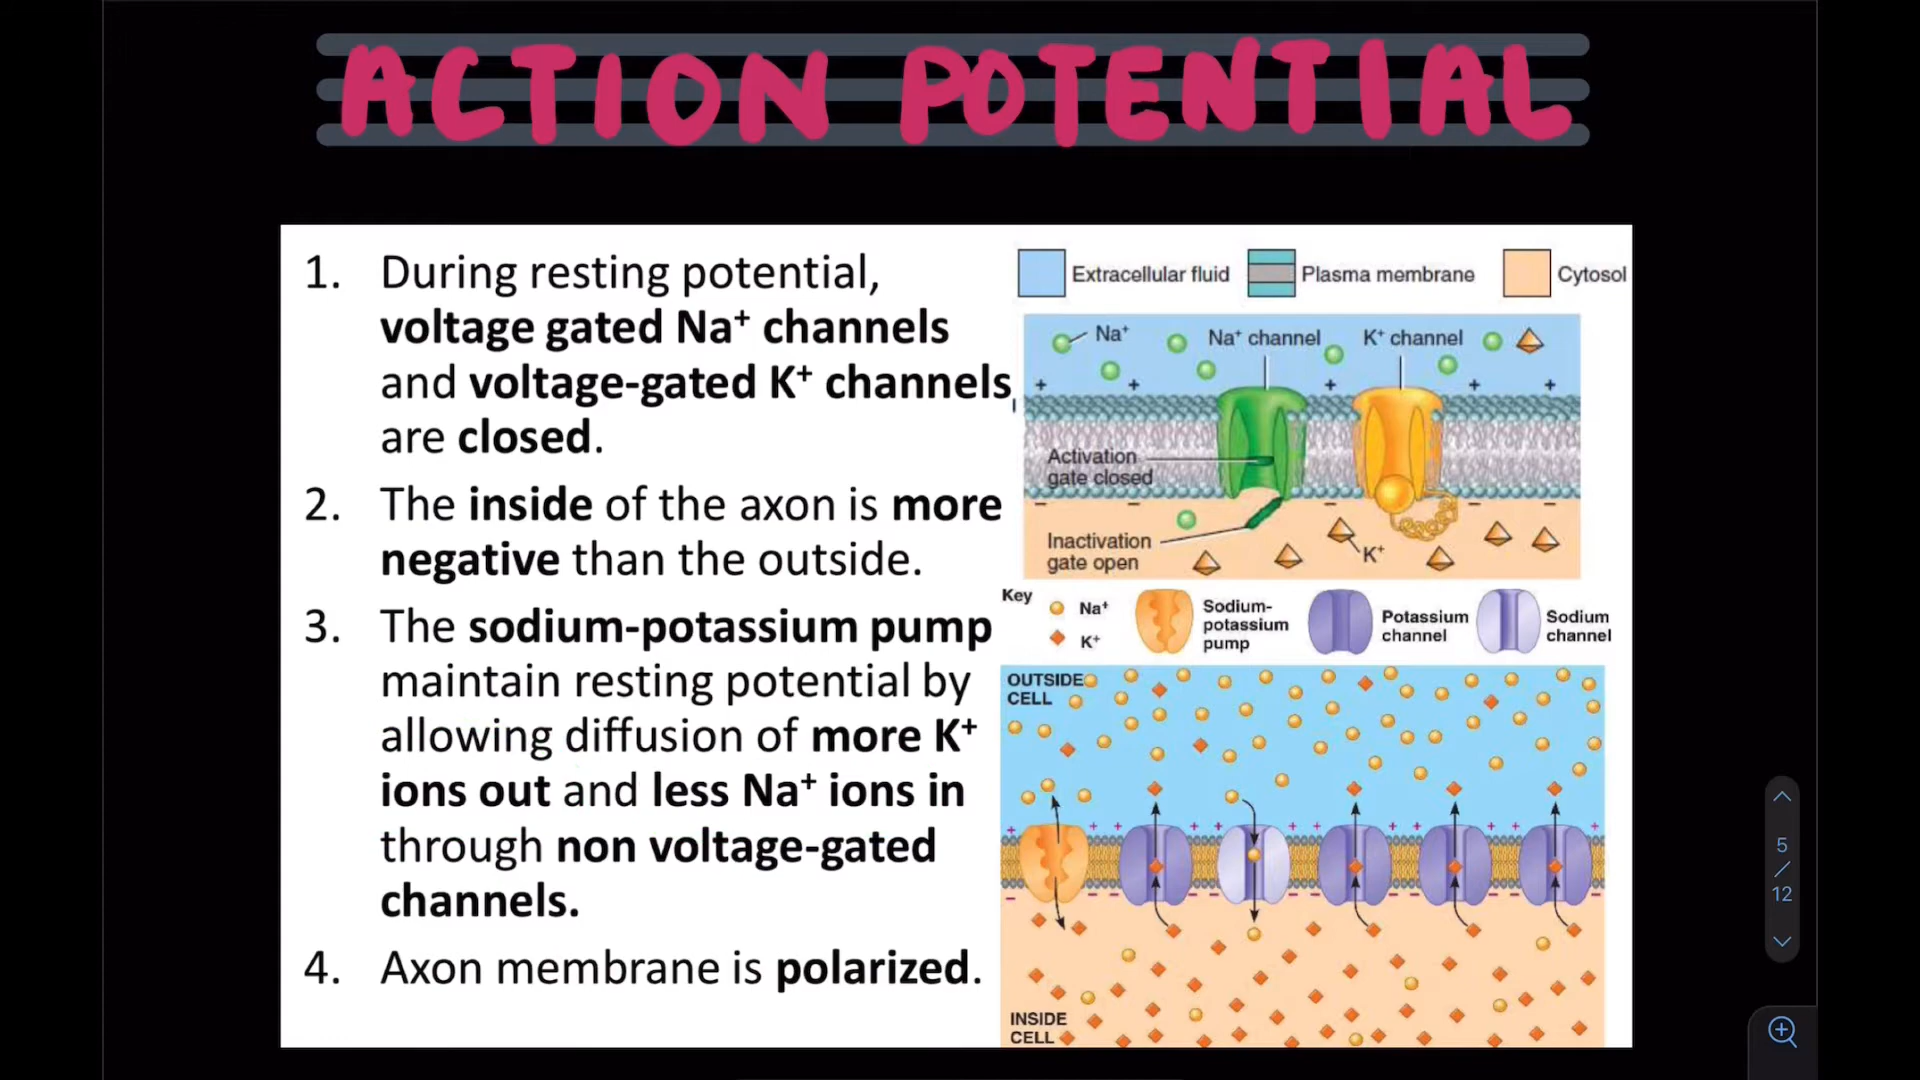 ACTION POTENTIAL
1. During resting potential,
voltage gated Na⁺ channels
and voltage-gated K⁺ channels
are closed.
2. The inside of the axon is more
negative than the outside.
3. The sodium-potassium pump
maintain resting potential by
allowing diffusion of more K⁺
ions out and less Na⁺ ions in
through non voltage-gated
channels.
4. Axon membrane is polarized.
Extracellular fluid
Plasma membrane
Cytosol
Na⁺
Na⁺ channel
K⁺ channel
Activation
gate closed
Inactivation
gate open
K⁺
Key
Na⁺
K⁺
Sodium-
potassium
pump
Potassium
channel
Sodium
channel
OUTSIDE
CELL
INSIDE
CELL
5
/
12